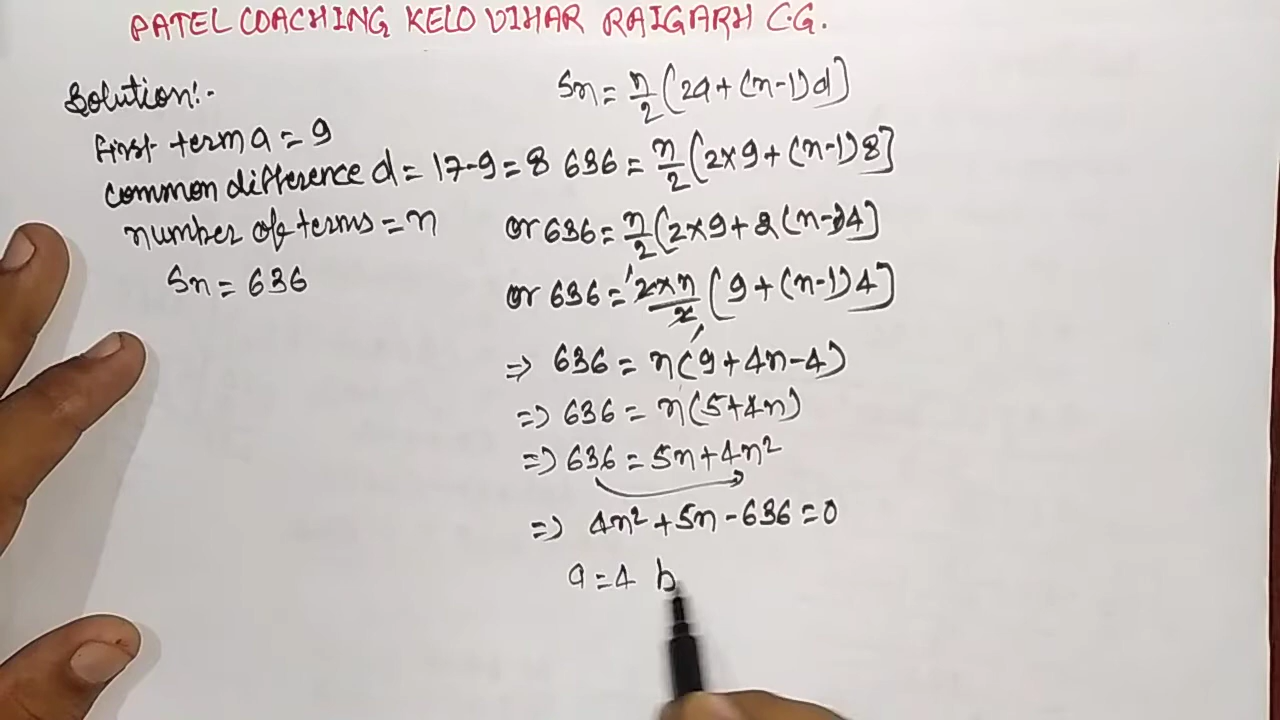 PATEL COACHING KELO VIHAR RAIGARH C.G.
Solution:-
First term a = 9
common difference d = 17-9 = 8
number of terms = n
Sn = 636
Sn = n/2 [2a + (n-1)d]
636 = n/2 [2×9 + (n-1)8]
or 636 = n/2 [2×9 + 2(n-1)4]
or 636 = 2×n/2 [9 + (n-1)4]
=> 636 = n(9+4n-4)
=> 636 = n(5+4n)
=> 636 = 5n+4n²
=> 4n²+5n-636=0
a=4 b